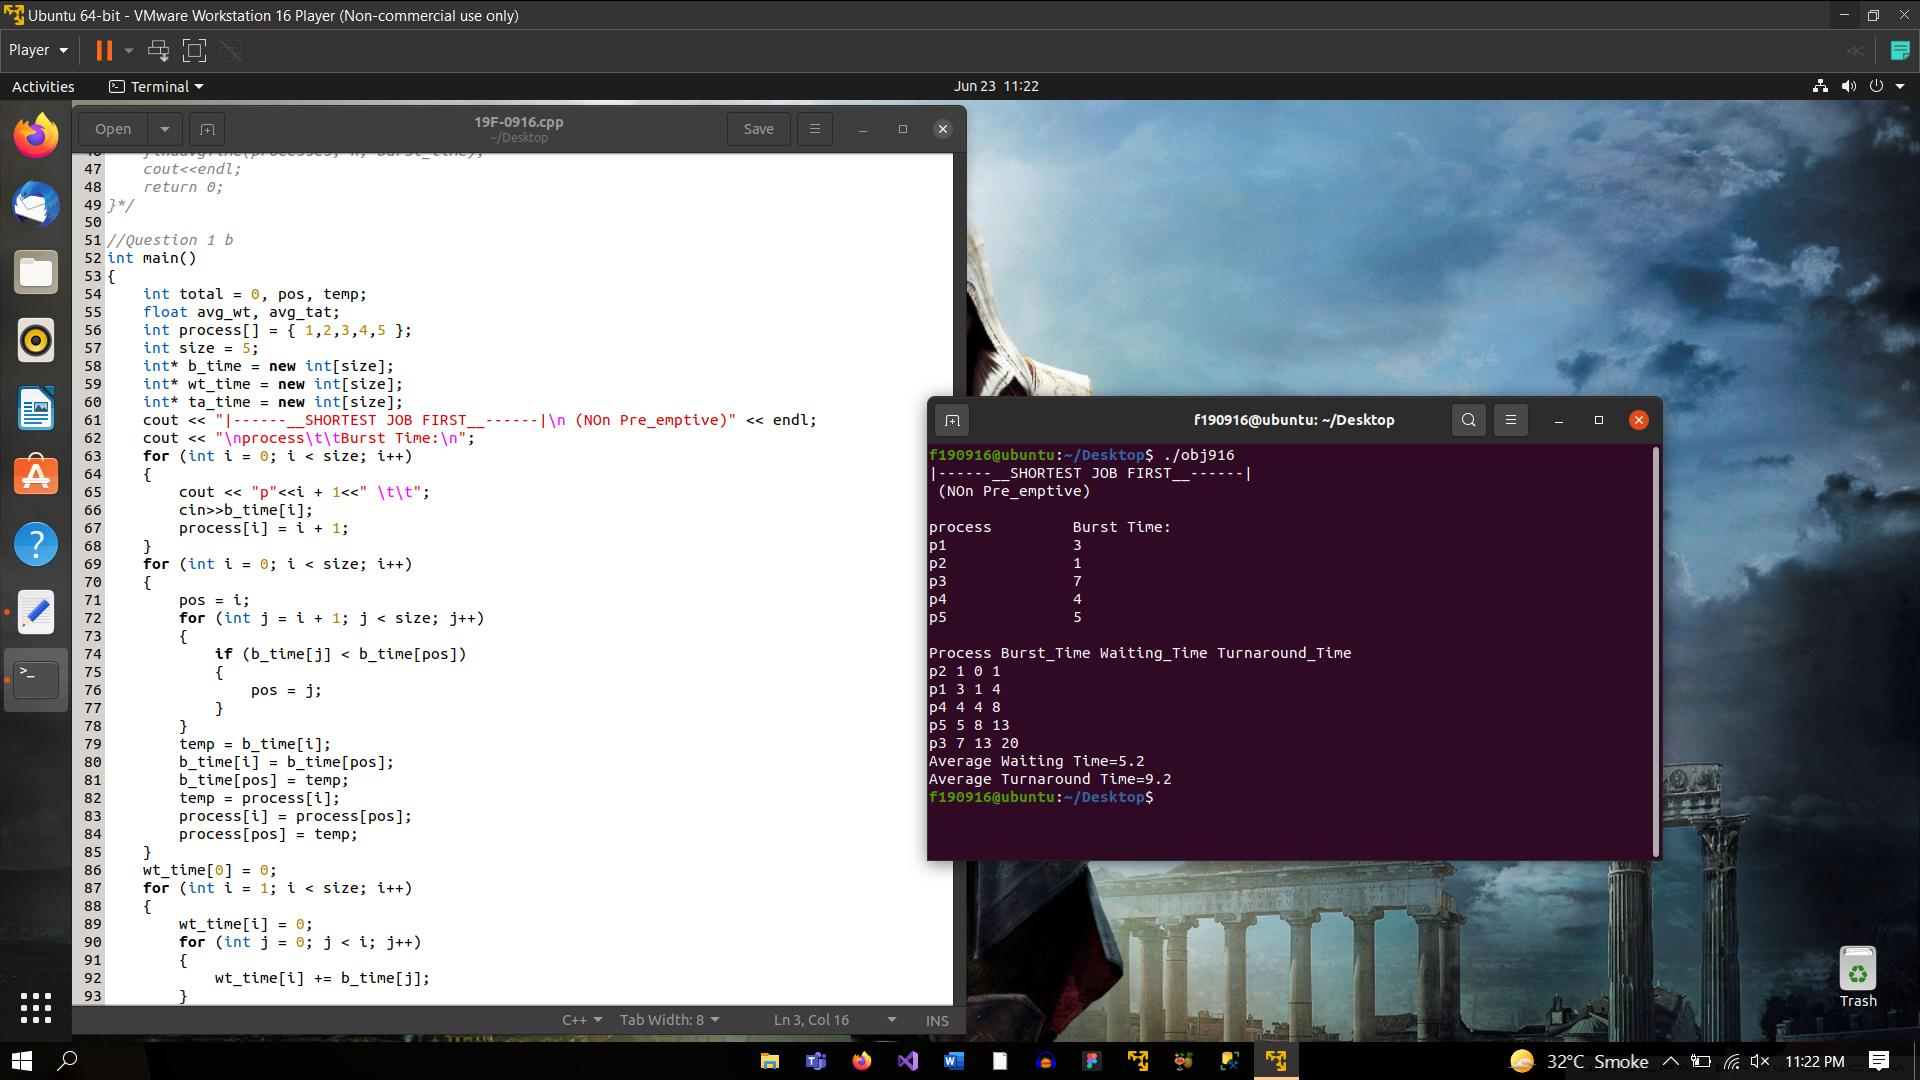 Ubuntu 64-bit - VMware Workstation 16 Player (Non-commercial use only)
Player
Activities
Terminal
Jun 23 11:22
Open
19F-0916.cpp
~/Desktop
Save
47 cout<<endl;
48 return 0;
49 }*/
50
51 //Question 1 b
52 int main()
53 {
54 int total = 0, pos, temp;
55 float avg_wt, avg_tat;
56 int process[] = { 1,2,3,4,5 };
57 int size = 5;
58 int* b_time = new int[size];
59 int* wt_time = new int[size];
60 int* ta_time = new int[size];
61 cout << "|------__SHORTEST JOB FIRST__------|\n (NOn Pre_emptive)" << endl;
62 cout << "\nprocess\t\tBurst Time:\n";
63 for (int i = 0; i < size; i++)
64 {
65 cout << "p"<<i + 1<<" \t\t";
66 cin>>b_time[i];
67 process[i] = i + 1;
68 }
69 for (int i = 0; i < size; i++)
70 {
71 pos = i;
72 for (int j = i + 1; j < size; j++)
73 {
74 if (b_time[j] < b_time[pos])
75 {
76 pos = j;
77 }
78 }
79 temp = b_time[i];
80 b_time[i] = b_time[pos];
81 b_time[pos] = temp;
82 temp = process[i];
83 process[i] = process[pos];
84 process[pos] = temp;
85 }
86 wt_time[0] = 0;
87 for (int i = 1; i < size; i++)
88 {
89 wt_time[i] = 0;
90 for (int j = 0; j < i; j++)
91 {
92 wt_time[i] += b_time[j];
93 }
C++ Tab Width: 8 Ln 3, Col 16 INS
f190916@ubuntu: ~/Desktop
f190916@ubuntu:~/Desktop$ ./obj916
|------__SHORTEST JOB FIRST__------|
(NOn Pre_emptive)
process Burst Time:
p1 3
p2 1
p3 7
p4 4
p5 5
Process Burst_Time Waiting_Time Turnaround_Time
p2 1 0 1
p1 3 1 4
p4 4 4 8
p5 5 8 13
p3 7 13 20
Average Waiting Time=5.2
Average Turnaround Time=9.2
f190916@ubuntu:~/Desktop$
Trash
32°C Smoke
11:22 PM